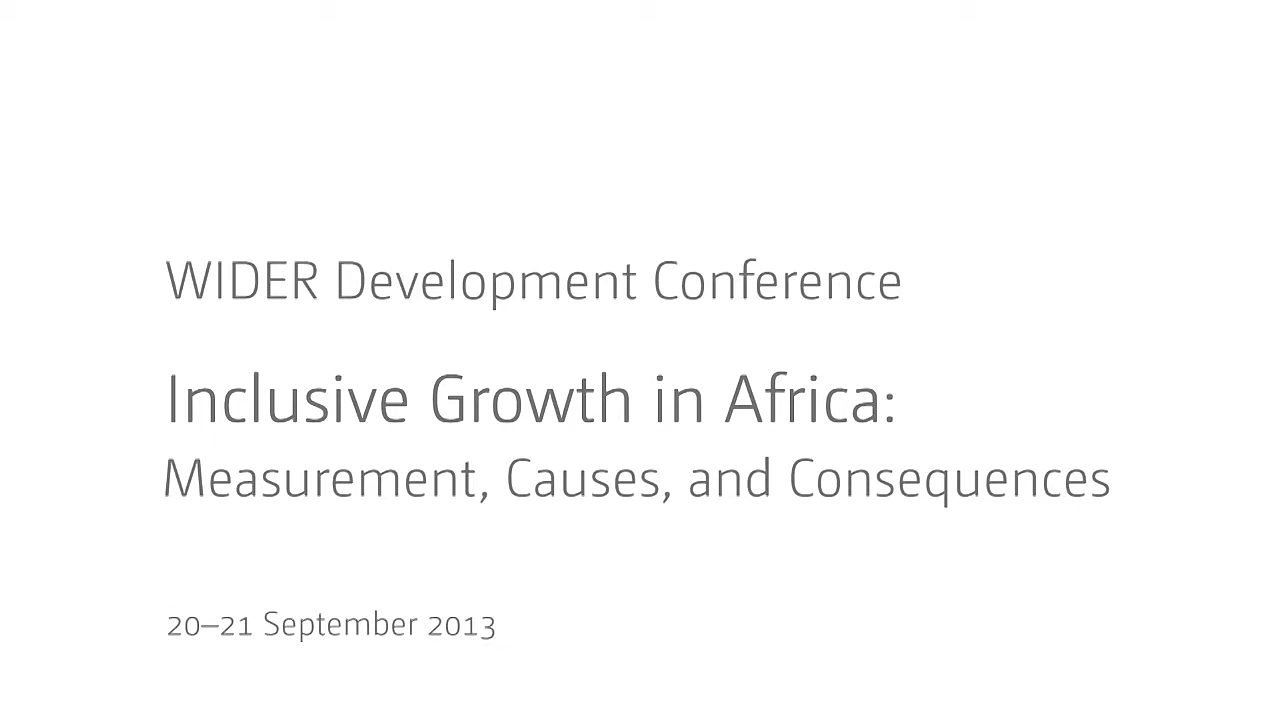 WIDER Development Conference
Inclusive Growth in Africa:
Measurement, Causes, and Consequences
20–21 September 2013